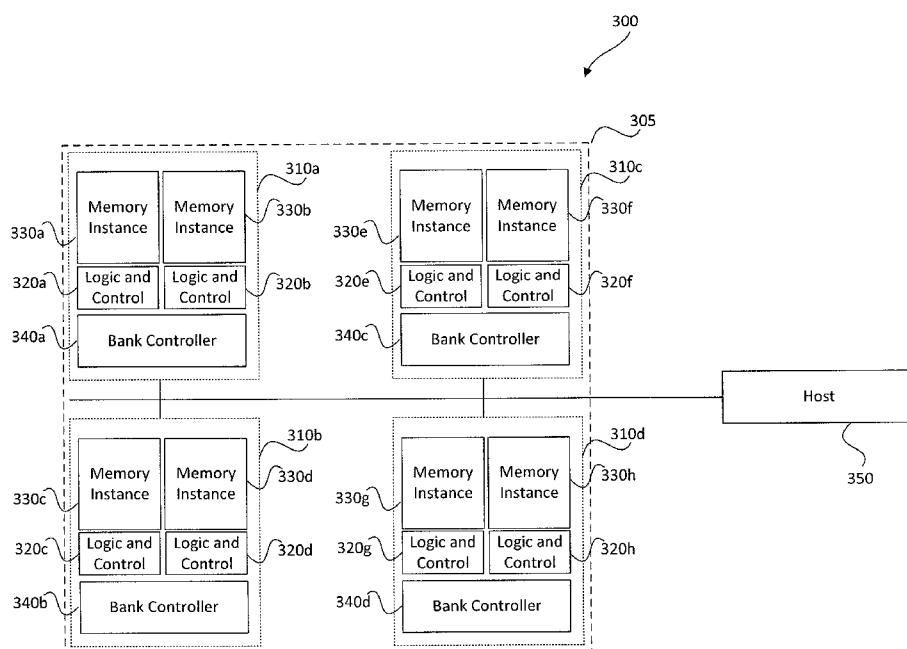 300
305
310a
310c
Memory Instance
Memory Instance
330a
330b
Memory Instance
Memory Instance
330e
330f
320a
Logic and Control
Logic and Control
320b
320e
Logic and Control
Logic and Control
320f
340a
Bank Controller
340c
Bank Controller
Host
350
310b
310d
Memory Instance
Memory Instance
330c
330d
Memory Instance
Memory Instance
330g
330h
320c
Logic and Control
Logic and Control
320d
320g
Logic and Control
Logic and Control
320h
340b
Bank Controller
340d
Bank Controller